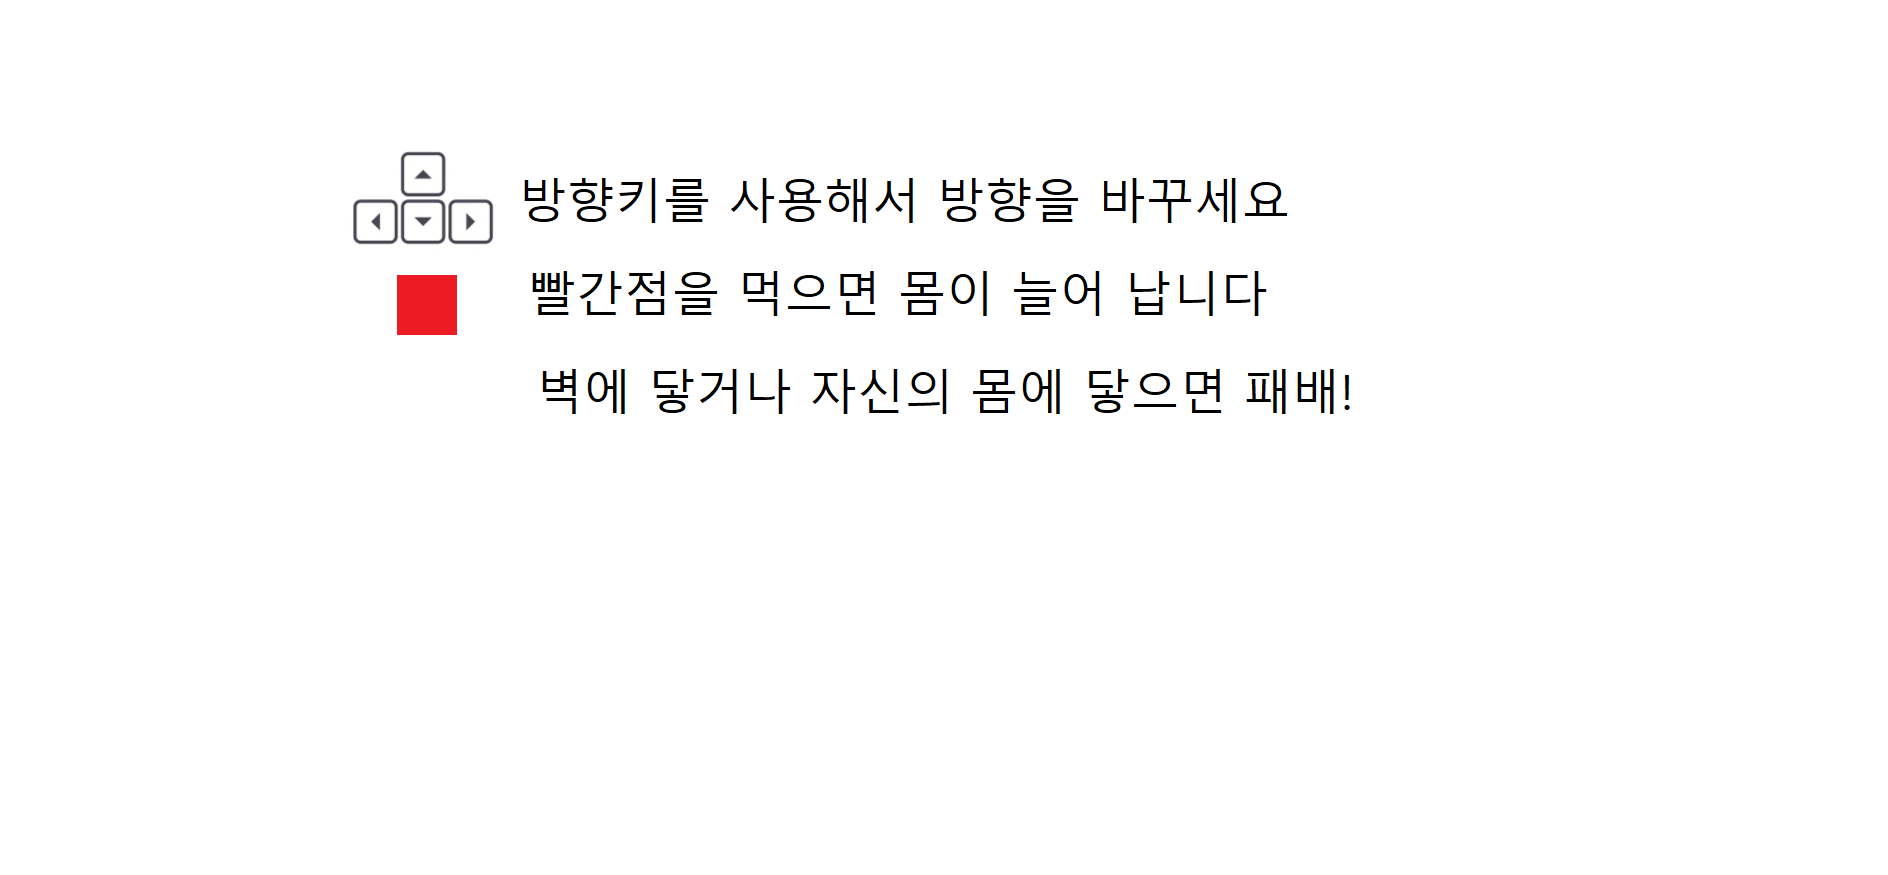 방향키를 사용해서 방향을 바꾸세요
빨간점을 먹으면 몸이 늘어 납니다
벽에 닿거나 자신의 몸에 닿으면 패배!